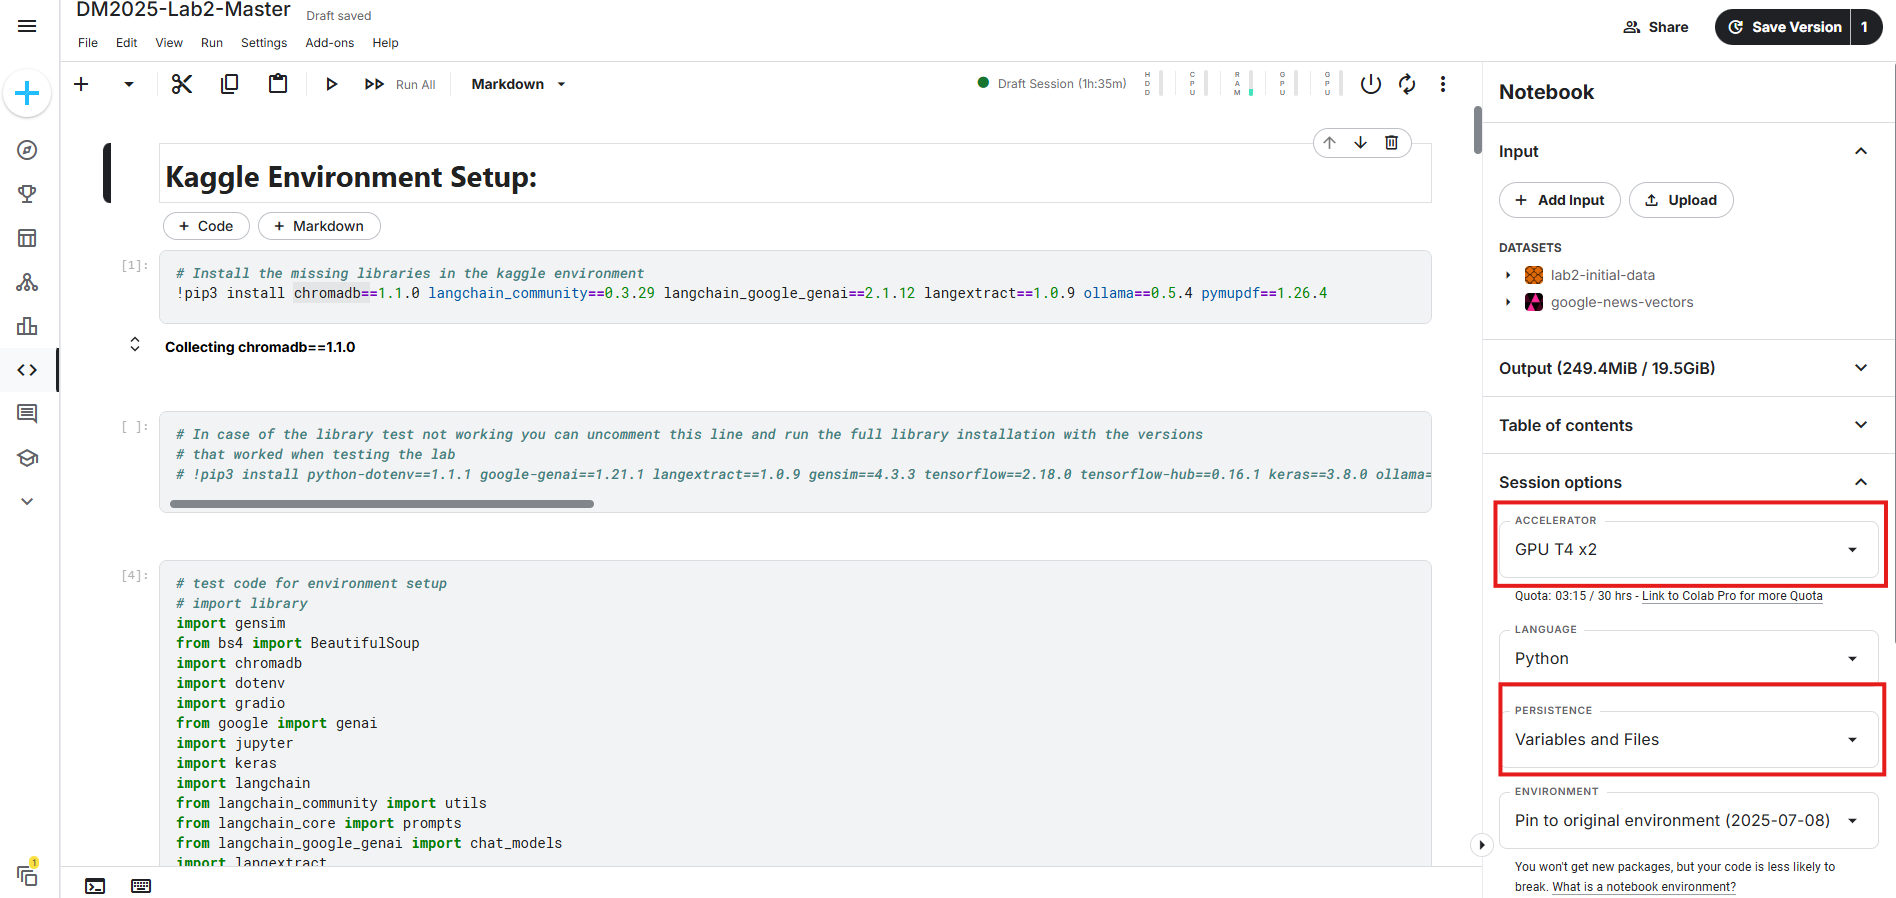 DM2025-Lab2-Master
Draft saved
File Edit View Run Settings Add-ons Help
Share
Save Version 1
Run All
Markdown
Draft Session (1h:35m)
HDD
CPU
RAM
GPU
GPU
Kaggle Environment Setup:
+ Code
+ Markdown
[1]:
# Install the missing libraries in the kaggle environment
!pip3 install chromadb==1.1.0 langchain_community==0.3.29 langchain_google_genai==2.1.12 langextract==1.0.9 ollama==0.5.4 pymupdf==1.26.4
Collecting chromadb==1.1.0
[ ]:
# In case of the library test not working you can uncomment this line and run the full library installation with the versions
# that worked when testing the lab
# !pip3 install python-dotenv==1.1.1 google-genai==1.21.1 langextract==1.0.9 gensim==4.3.3 tensorflow==2.18.0 tensorflow-hub==0.16.1 keras==3.8.0 ollama=
[4]:
# test code for environment setup
# import library
import gensim
from bs4 import BeautifulSoup
import chromadb
import dotenv
import gradio
from google import genai
import jupyter
import keras
import langchain
from langchain_community import utils
from langchain_core import prompts
from langchain_google_genai import chat_models
import langextract
Notebook
Input
+ Add Input
Upload
DATASETS
lab2-initial-data
google-news-vectors
Output (249.4MiB / 19.5GiB)
Table of contents
Session options
ACCELERATOR
GPU T4 x2
Quota: 03:15 / 30 hrs - Link to Colab Pro for more Quota
LANGUAGE
Python
PERSISTENCE
Variables and Files
ENVIRONMENT
Pin to original environment (2025-07-08)
You won't get new packages, but your code is less likely to
break. What is a notebook environment?
1